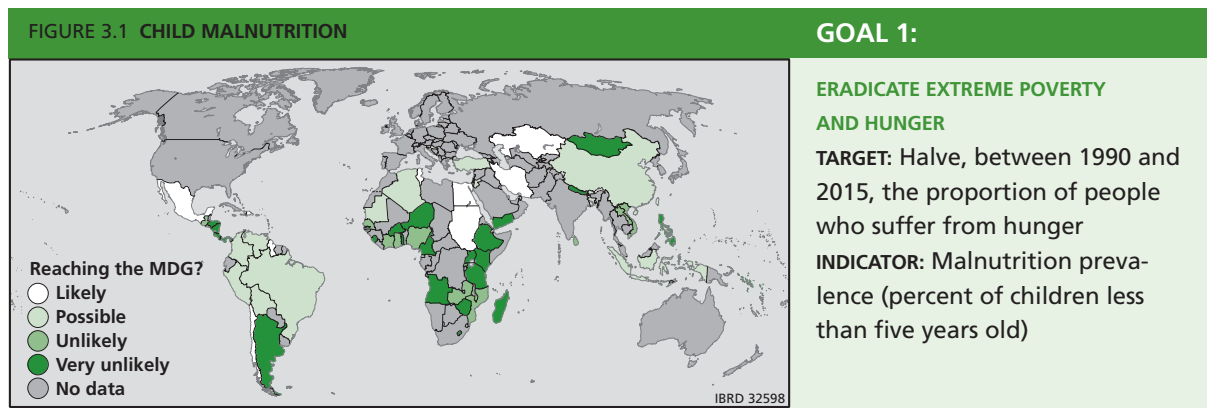 FIGURE 3.1 CHILD MALNUTRITION
Reaching the MDG?
Likely
Possible
Unlikely
Very unlikely
No data
IBRD 32598
GOAL 1:
ERADICATE EXTREME POVERTY
AND HUNGER
TARGET: Halve, between 1990 and
2015, the proportion of people
who suffer from hunger
INDICATOR: Malnutrition preva-
lence (percent of children less
than five years old)